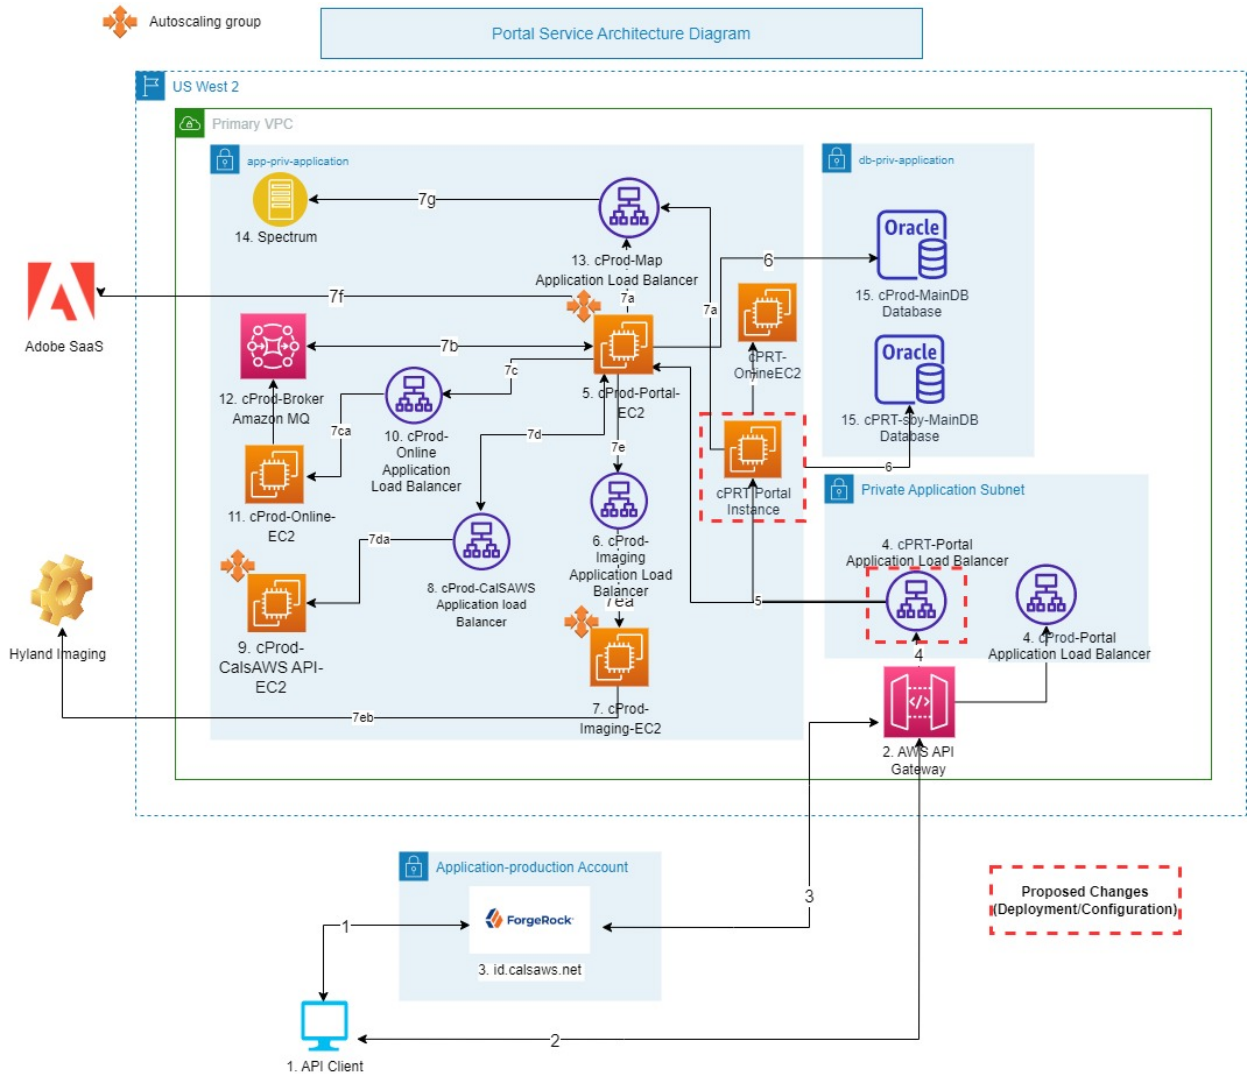 Autoscaling group
Portal Service Architecture Diagram
US West 2
Primary VPC
app-priv-application
db-priv-application
7g
14. Spectrum
13. cProd-Map
Application Load Balancer
6
Oracle
15. cProd-MainDB
Database
7f
7a
7a
Adobe SaaS
7b
cPRT-
OnlineEC2
Oracle
12. cProd-Broker
Amazon MQ
7c
5. cProd-Portal-
EC2
15. cPRT-sby-MainDB
Database
7ca
10. cProd-
Online
Application
Load Balancer
7d
7e
6
11. cProd-Online-
EC2
cPRT Portal
Instance
Private Application Subnet
7da
6. cProd-
Imaging
Application Load
Balancer
4. cPRT-Portal
Application Load Balancer
8. cProd-CalSAWS
Application load
Balancer
7ea
5
Hyland Imaging
9. cProd-
CalsAWS API-
EC2
4
4. cProd-Portal
Application Load Balancer
7eb
7. cProd-
Imaging-EC2
2. AWS API
Gateway
Application-production Account
ForgeRock
3. id.calsaws.net
3
1
Proposed Changes
(Deployment/Configuration)
2
1. API Client